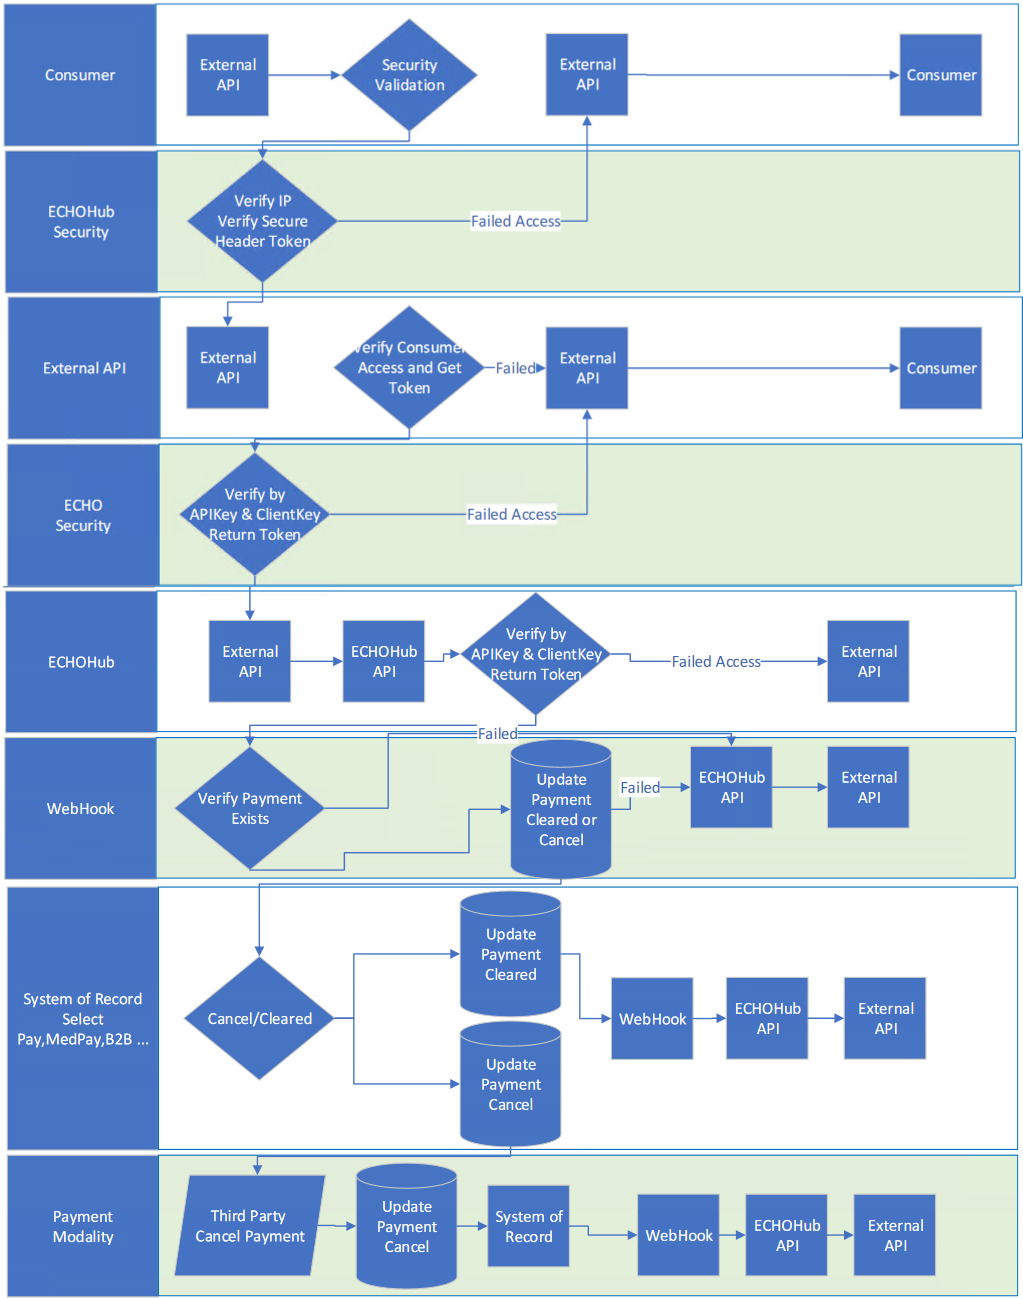 Consumer
External
API
Security
Validation
External
API
Consumer
ECHOHub
Security
Verify IP
Verify Secure
Header Token
Failed Access
External API
External
API
Verify Consumer
Access and Get
Token
Failed
External
API
Consumer
ECHO
Security
Verify by
APIKey & ClientKey
Return Token
Failed Access
ECHOHub
External
API
ECHOHub
API
Verify by
APIKey & ClientKey
Return Token
Failed Access
External
API
WebHook
Verify Payment
Exists
Failed
Update
Payment
Cleared or
Cancel
Failed
ECHOHub
API
External
API
System of Record
Select
Pay,MedPay,B2B ...
Cancel/Cleared
Update
Payment
Cleared
Update
Payment
Cancel
WebHook
ECHOHub
API
External
API
Payment
Modality
Third Party
Cancel Payment
Update
Payment
Cancel
System of
Record
WebHook
ECHOHub
API
External
API